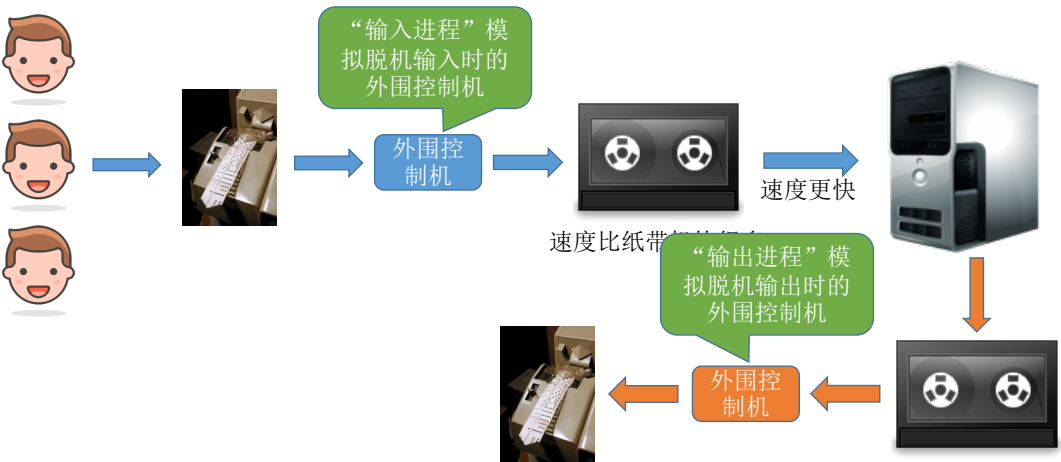 “输入进程”模
拟脱机输入时的
外围控制机
外围控
制机
速度更快
速度比纸带
“输出进程”模
拟脱机输出时的
外围控制机
外围控
制机